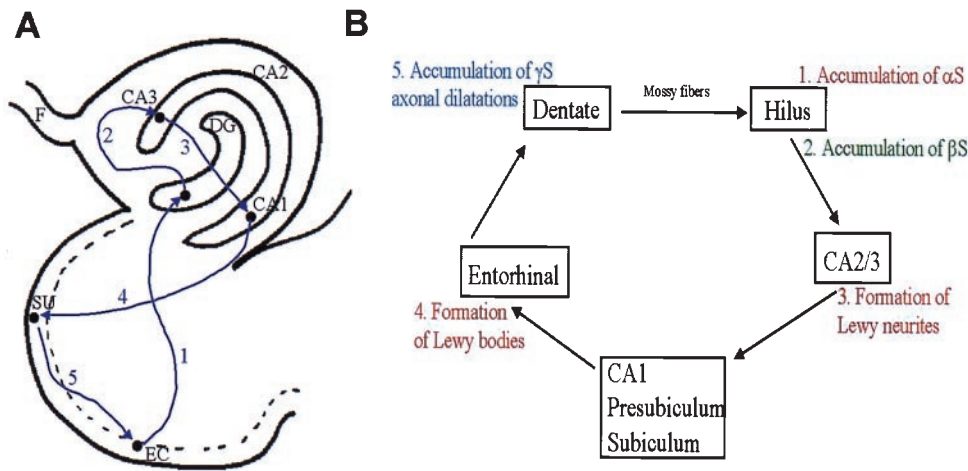 A
CA2
CA3
F
DG
2
3
CA1
SU
4
1
5
EC
B
5. Accumulation of γS
axonal dilatations
Dentate
Mossy fibers
1. Accumulation of αS
Hilus
2. Accumulation of βS
CA2/3
3. Formation of
Lewy neurites
Entorhinal
4. Formation
of Lewy bodies
CA1
Presubiculum
Subiculum